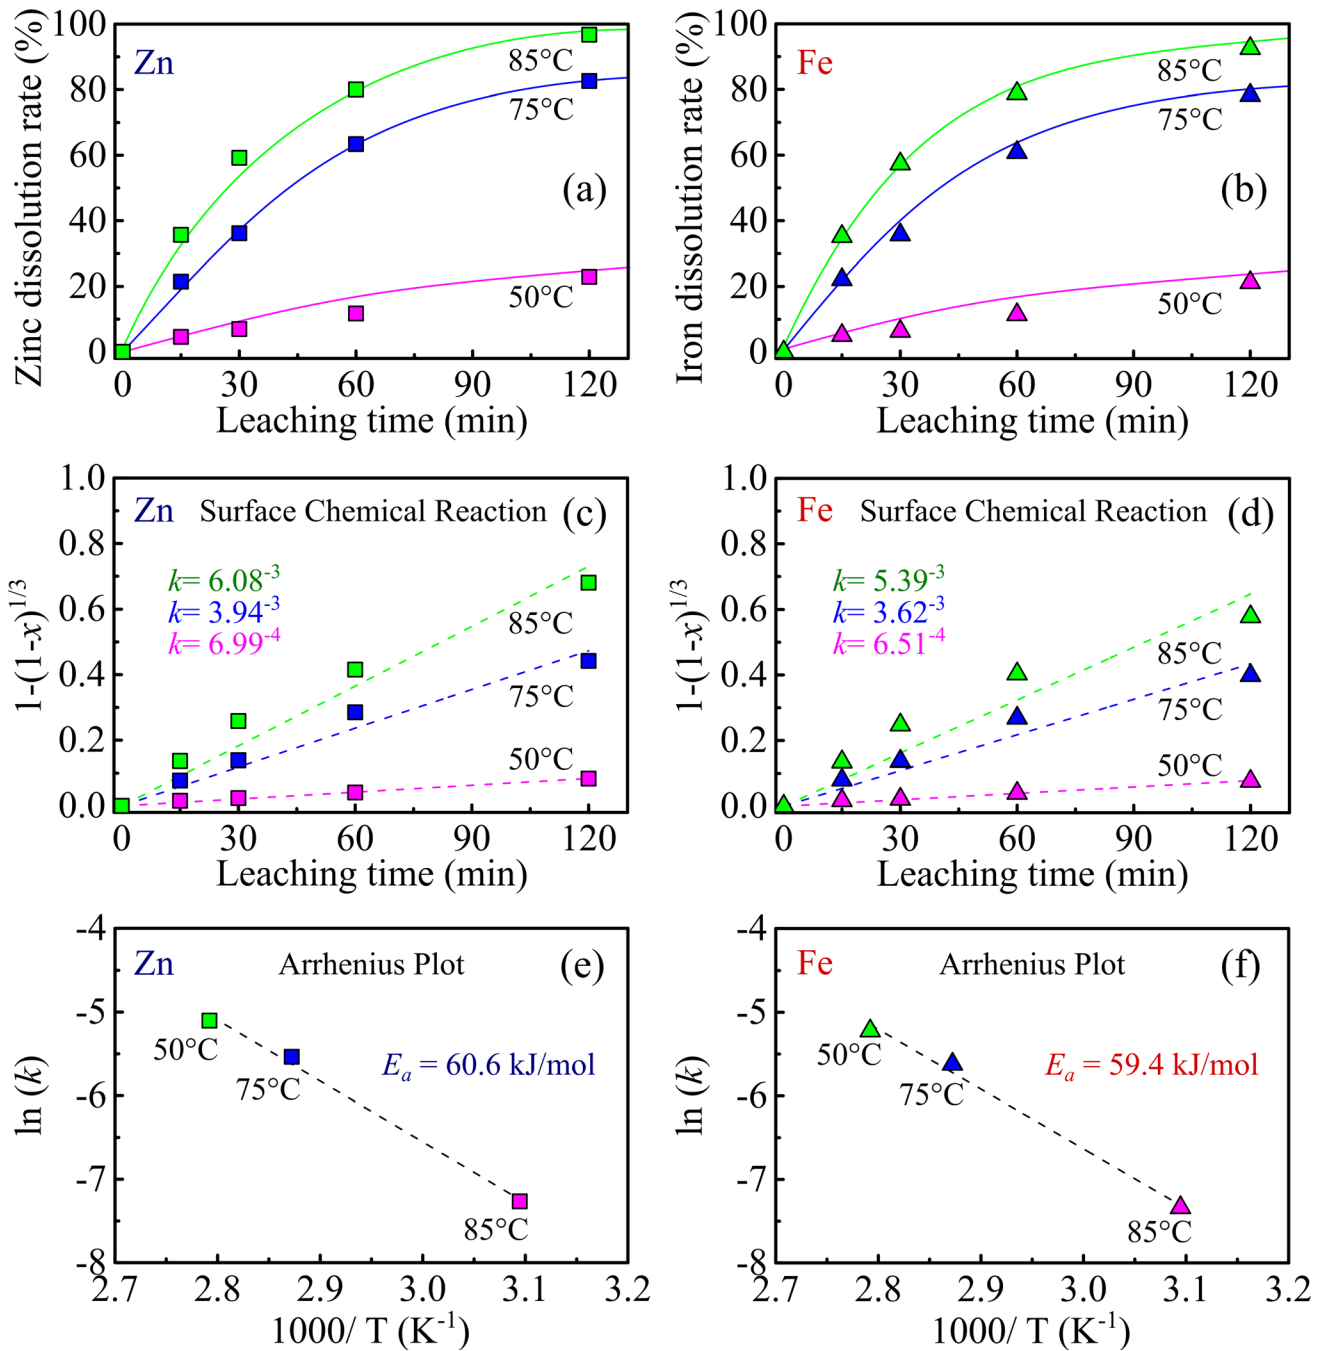 Zinc dissolution rate (%)
100
80
60
40
20
0
Zn
85°C
75°C
(a)
50°C
0 30 60 90 120
Leaching time (min)
Iron dissolution rate (%)
100
80
60
40
20
0
Fe
85°C
75°C
(b)
50°C
0 30 60 90 120
Leaching time (min)
1-(1-x)^1/3
1.0
0.8
0.6
0.4
0.2
0.0
Zn Surface Chemical Reaction (c)
k= 6.08^-3
k= 3.94^-3
k= 6.99^-4
85°C
75°C
50°C
0 30 60 90 120
Leaching time (min)
1-(1-x)^1/3
1.0
0.8
0.6
0.4
0.2
0.0
Fe Surface Chemical Reaction (d)
k= 5.39^-3
k= 3.62^-3
k= 6.51^-4
85°C
75°C
50°C
0 30 60 90 120
Leaching time (min)
ln (k)
-4
-5
-6
-7
-8
Zn Arrhenius Plot (e)
50°C
75°C
E_a = 60.6 kJ/mol
85°C
2.7 2.8 2.9 3.0 3.1 3.2
1000/ T (K^-1)
ln (k)
-4
-5
-6
-7
-8
Fe Arrhenius Plot (f)
50°C
75°C
E_a = 59.4 kJ/mol
85°C
2.7 2.8 2.9 3.0 3.1 3.2
1000/ T (K^-1)